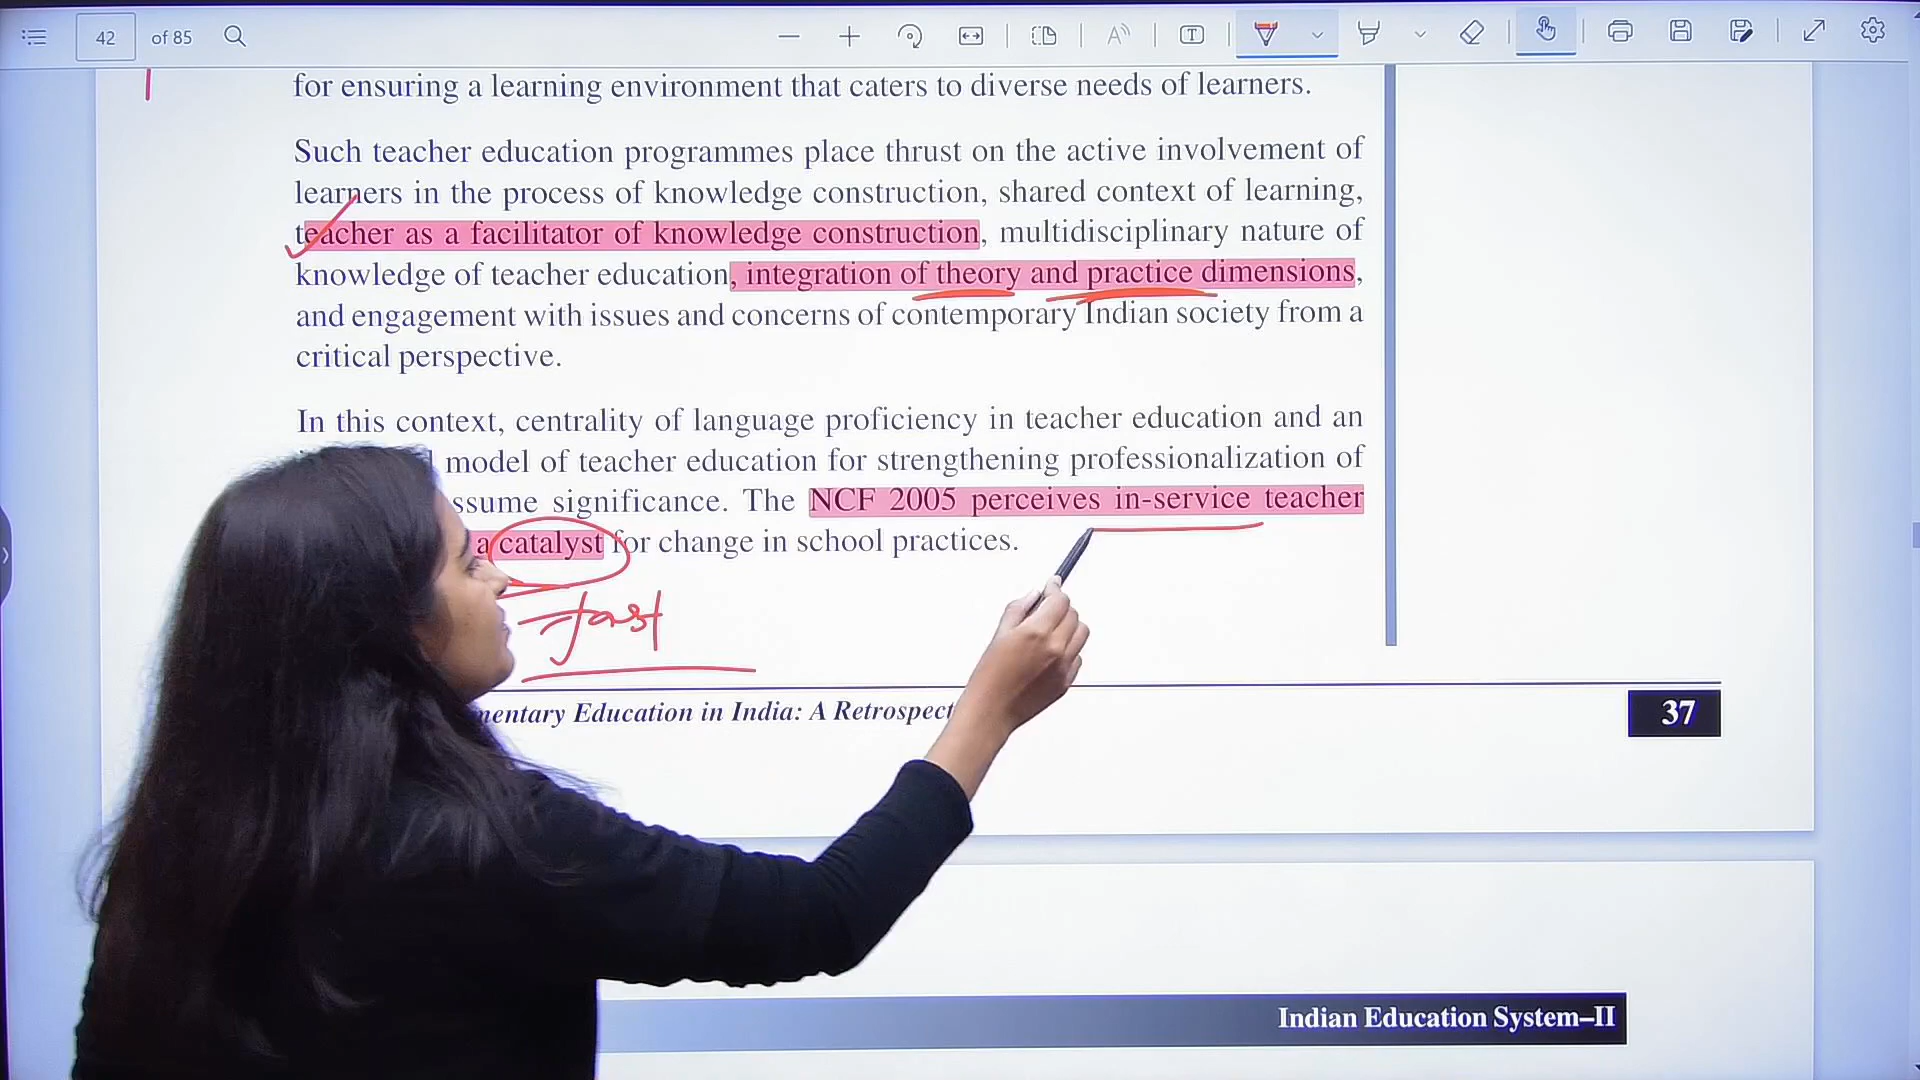 42 of 85
for ensuring a learning environment that caters to diverse needs of learners.
Such teacher education programmes place thrust on the active involvement of
learners in the process of knowledge construction, shared context of learning,
teacher as a facilitator of knowledge construction, multidisciplinary nature of
knowledge of teacher education, integration of theory and practice dimensions,
and engagement with issues and concerns of contemporary Indian society from a
critical perspective.
In this context, centrality of language proficiency in teacher education and an
model of teacher education for strengthening professionalization of
ssume significance. The NCF 2005 perceives in-service teacher
a catalyst for change in school practices.
fast
mentary Education in India: A Retrospect
37
Indian Education System–II